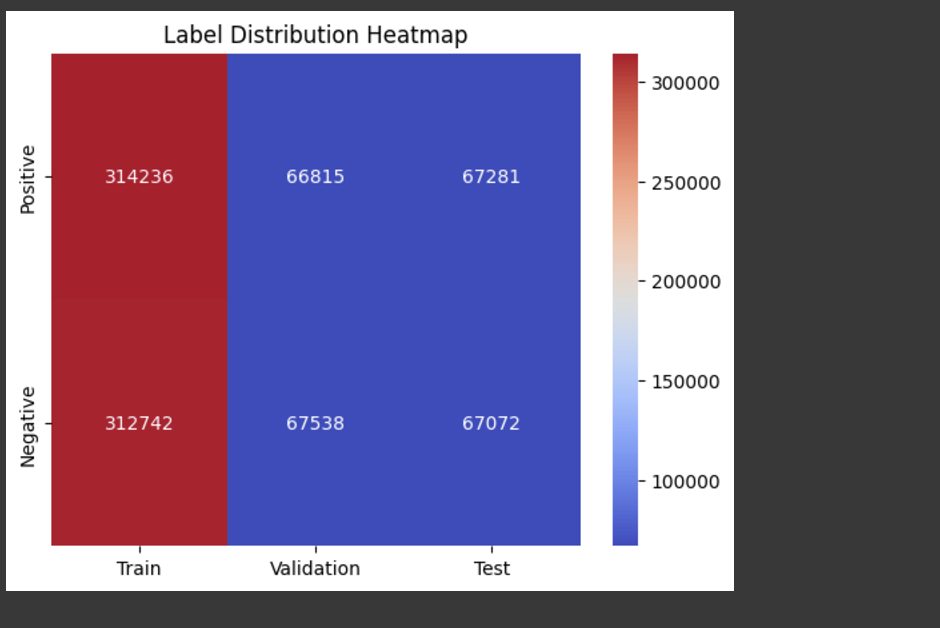 Label Distribution Heatmap
Positive
314236
66815
67281
Negative
312742
67538
67072
Train
Validation
Test
300000
250000
200000
150000
100000